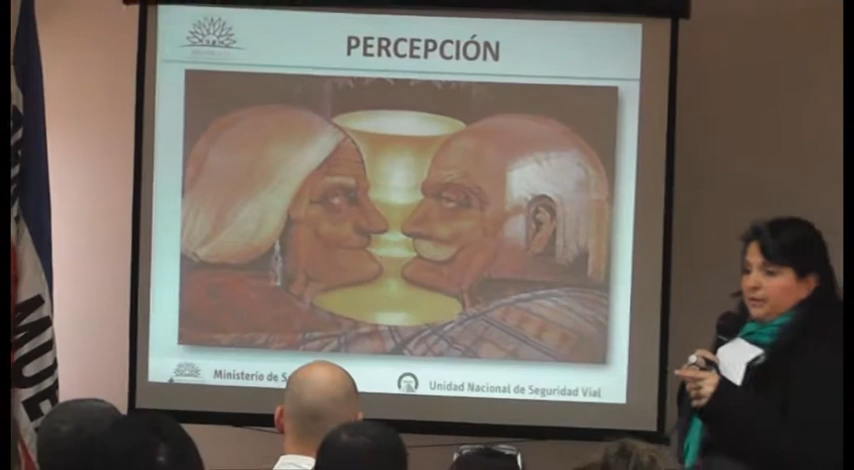 PERCEPCIÓN
Ministerio de S
Unidad Nacional de Seguridad Vial
MUE